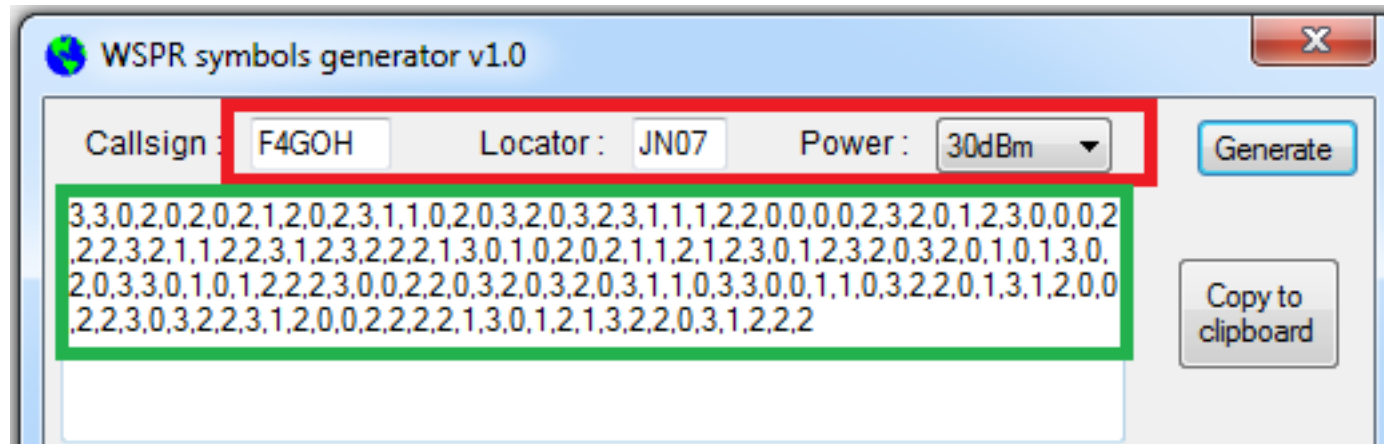 WSPR symbols generator v1.0
Callsign : F4GOH Locator : JN07 Power : 30dBm Generate
3,3,0,2,0,2,0,2,1,2,0,2,3,1,1,0,2,0,3,2,0,3,2,3,1,1,1,2,2,0,0,0,0,2,3,2,0,1,2,3,0,0,0,2
,2,2,3,2,1,1,2,2,3,1,2,3,2,2,2,1,3,0,1,0,2,0,2,1,1,2,1,2,3,0,1,2,3,2,0,3,2,0,1,0,1,3,0,
2,0,3,3,0,1,0,1,2,2,2,3,0,0,2,2,0,3,2,0,3,2,0,3,1,1,0,3,3,0,0,1,1,0,3,2,2,0,1,3,1,2,0,0
,2,2,3,0,3,2,2,3,1,2,0,0,2,2,2,2,1,3,0,1,2,1,3,2,2,0,3,1,2,2,2
Copy to
clipboard